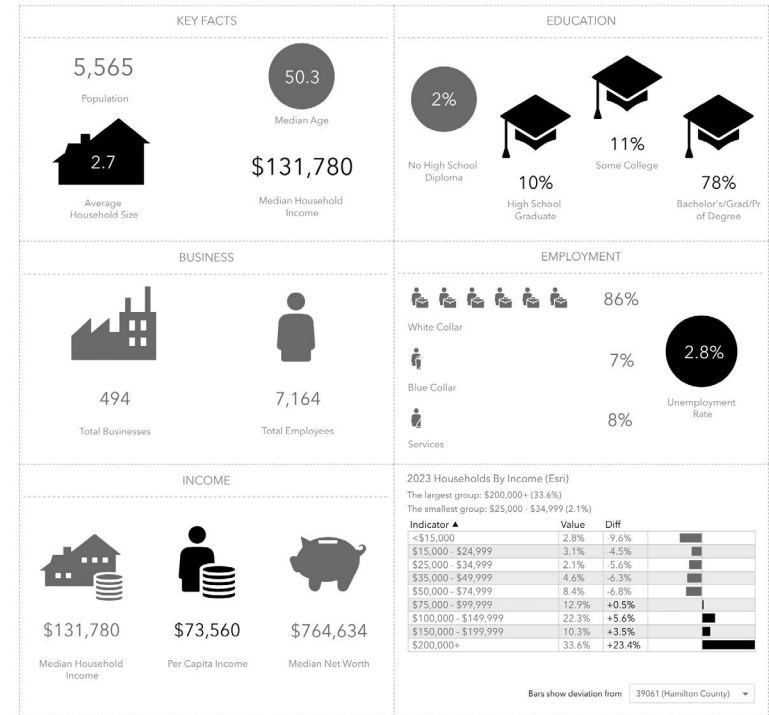 KEY FACTS
5,565
Population
50.3
Median Age
2.7
Average
Household Size
$131,780
Median Household
Income
EDUCATION
2%
No High School
Diploma
10%
High School
Graduate
11%
Some College
78%
Bachelor's/Grad/Pr
of Degree
BUSINESS
494
Total Businesses
7,164
Total Employees
EMPLOYMENT
86%
White Collar
7%
Blue Collar
8%
Services
2.8%
Unemployment
Rate
INCOME
$131,780
Median Household
Income
$73,560
Per Capita Income
$764,634
Median Net Worth
2023 Households By Income (Esri)
The largest group: $200,000+ (33.6%)
The smallest group: $25,000 - $34,999 (2.1%)
Indicator ▲ Value Diff
<$15,000 2.8% -9.6%
$15,000 - $24,999 3.1% -4.5%
$25,000 - $34,999 2.1% -5.6%
$35,000 - $49,999 4.6% -6.3%
$50,000 - $74,999 8.4% -6.8%
$75,000 - $99,999 12.9% +0.5%
$100,000 - $149,999 22.3% +5.6%
$150,000 - $199,999 10.3% +3.5%
$200,000+ 33.6% +23.4%
Bars show deviation from 39061 (Hamilton County)